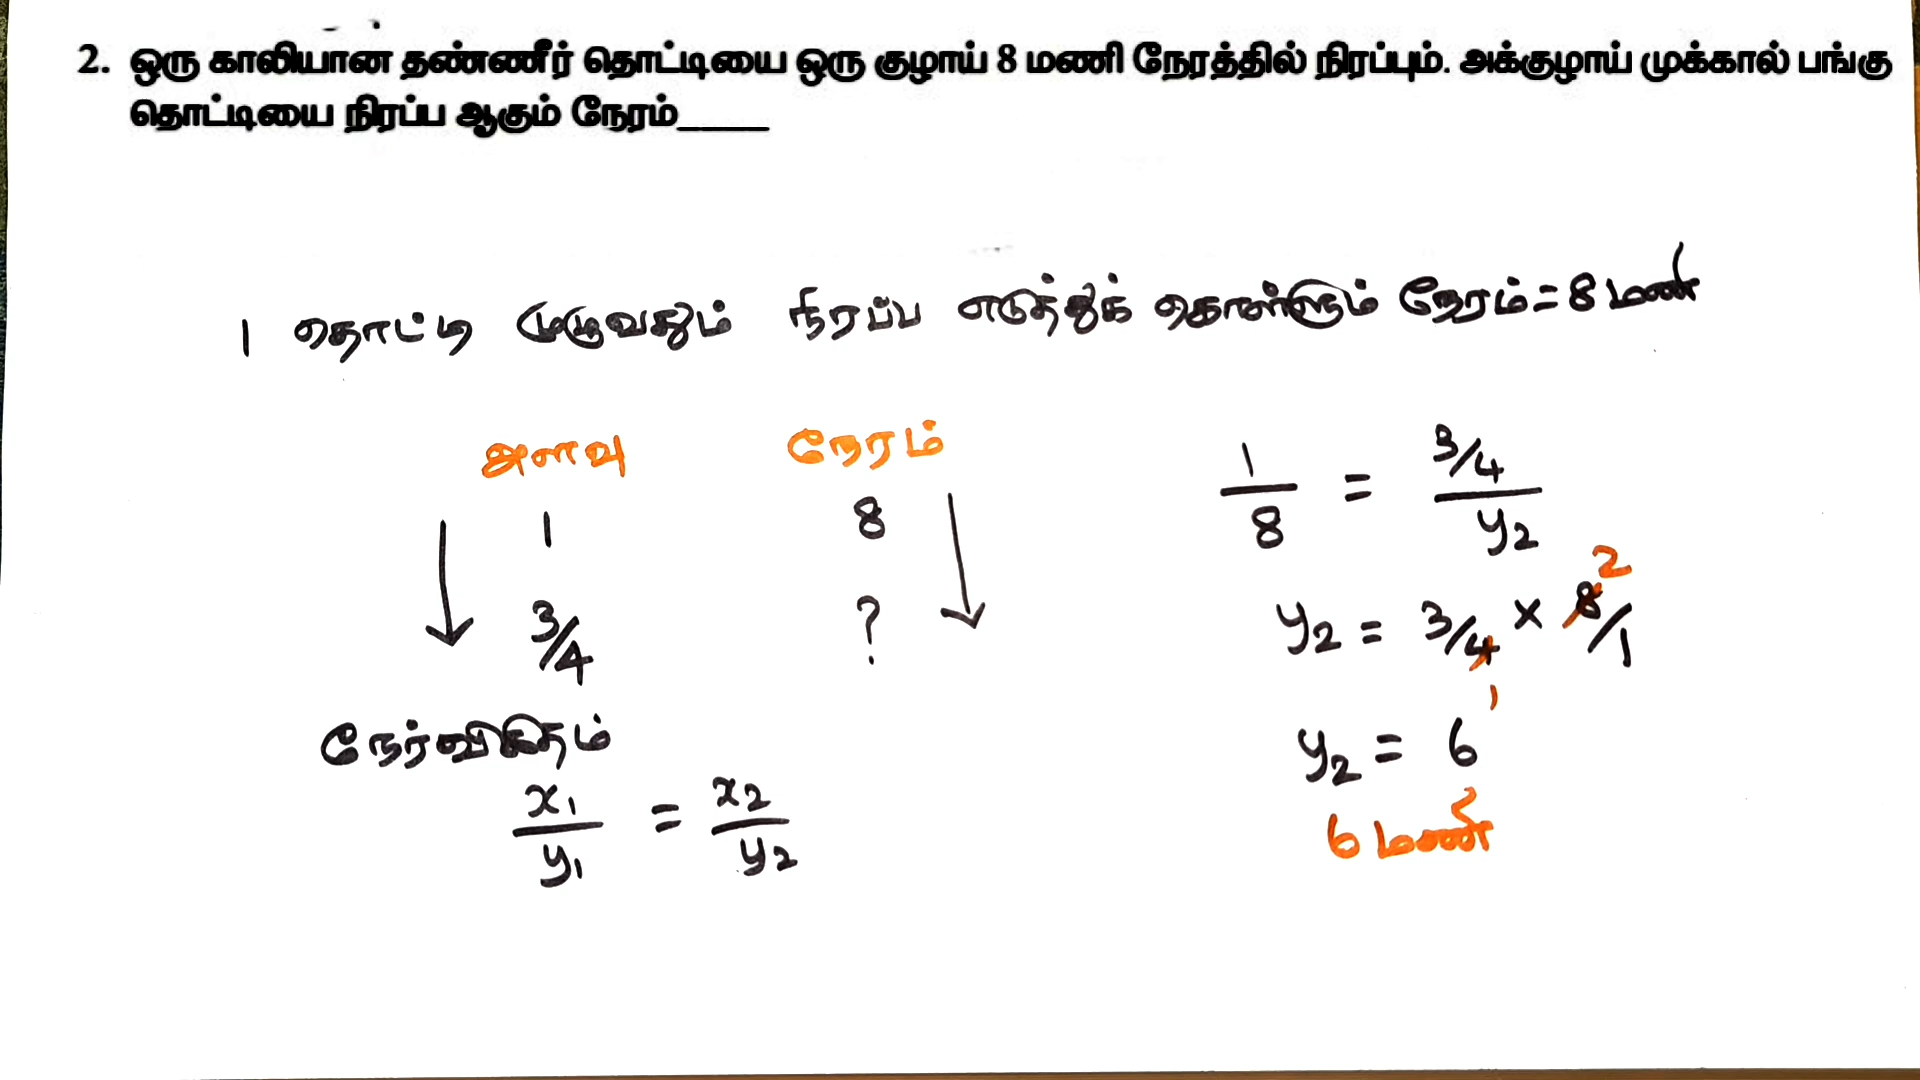 2. ஒரு காலியான தண்ணீர் தொட்டியை ஒரு குழாய் 8 மணி நேரத்தில் நிரப்பும். அக்குழாய் முக்கால் பங்கு
தொட்டியை நிரப்ப ஆகும் நேரம்_____
1 தொட்டி முழுவதும் நிரப்ப எடுத்துக் கொள்ளும் நேரம் = 8 மணி
அளவு நேரம்
1 8
3/4 ?
நேர்விகிதம்
x₁/y₁ = x₂/y₂
1/8 = 3/4 / y₂
y₂ = 3/4 × 8/1
2
1
y₂ = 6
6 மணி